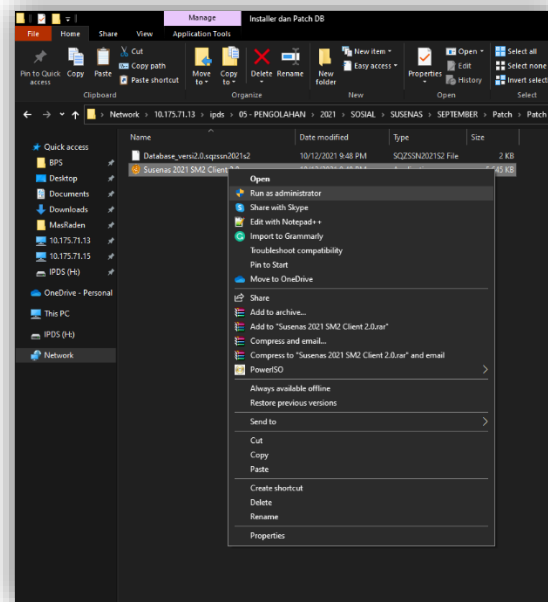 Manage
Installer dan Patch DB
File
Home
Share
View
Application Tools
Pin to Quick access
Copy
Paste
Cut
Copy path
Paste shortcut
Move to
Copy to
Delete
Rename
New folder
New item
Easy access
Properties
Open
Edit
History
Select all
Select none
Invert select
Clipboard
Organize
New
Open
Select
Network > 10.175.71.13 > ipds > 05 - PENGOLAHAN > 2021 > SOSIAL > SUSENAS > SEPTEMBER > Patch > Patch
Name
Date modified
Type
Size
Database_versi2.0.sqzssn2021s2
10/12/2021 9:48 PM
SQZSSN2021S2 File
2 KB
Susenas 2021 SM2 Client 2.0
Quick access
BPS
Desktop
Documents
Downloads
MasRaden
10.175.71.13
10.175.71.15
IPDS (H:)
OneDrive - Personal
This PC
IPDS (H:)
Network
Open
Run as administrator
Share with Skype
Edit with Notepad++
Import to Grammarly
Troubleshoot compatibility
Pin to Start
Move to OneDrive
Share
Add to archive...
Add to "Susenas 2021 SM2 Client 2.0.rar"
Compress and email...
Compress to "Susenas 2021 SM2 Client 2.0.rar" and email
PowerISO
Always available offline
Restore previous versions
Send to
Cut
Copy
Paste
Create shortcut
Delete
Rename
Properties